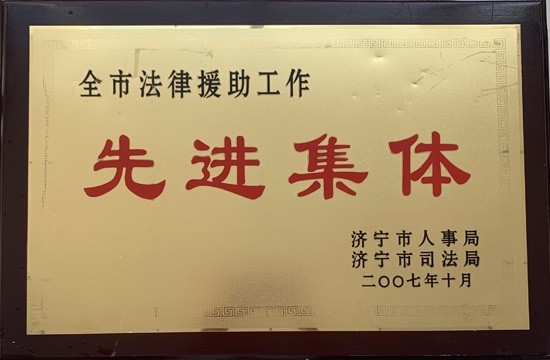 全市法律援助工作
先进集体
济宁市人事局
济宁市司法局
二〇〇七年十月